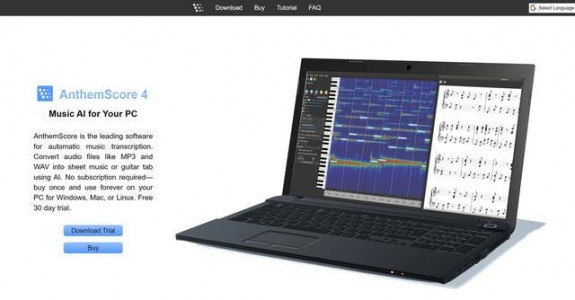 Download Buy Tutorial FAQ
Select Language
AnthemScore 4
Music AI for Your PC
AnthemScore is the leading software
for automatic music transcription.
Convert audio files like MP3 and
WAV into sheet music or guitar tab
using AI. No subscription required—
buy once and use forever on your
PC for Windows, Mac, or Linux. Free
30 day trial.
Download Trial
Buy